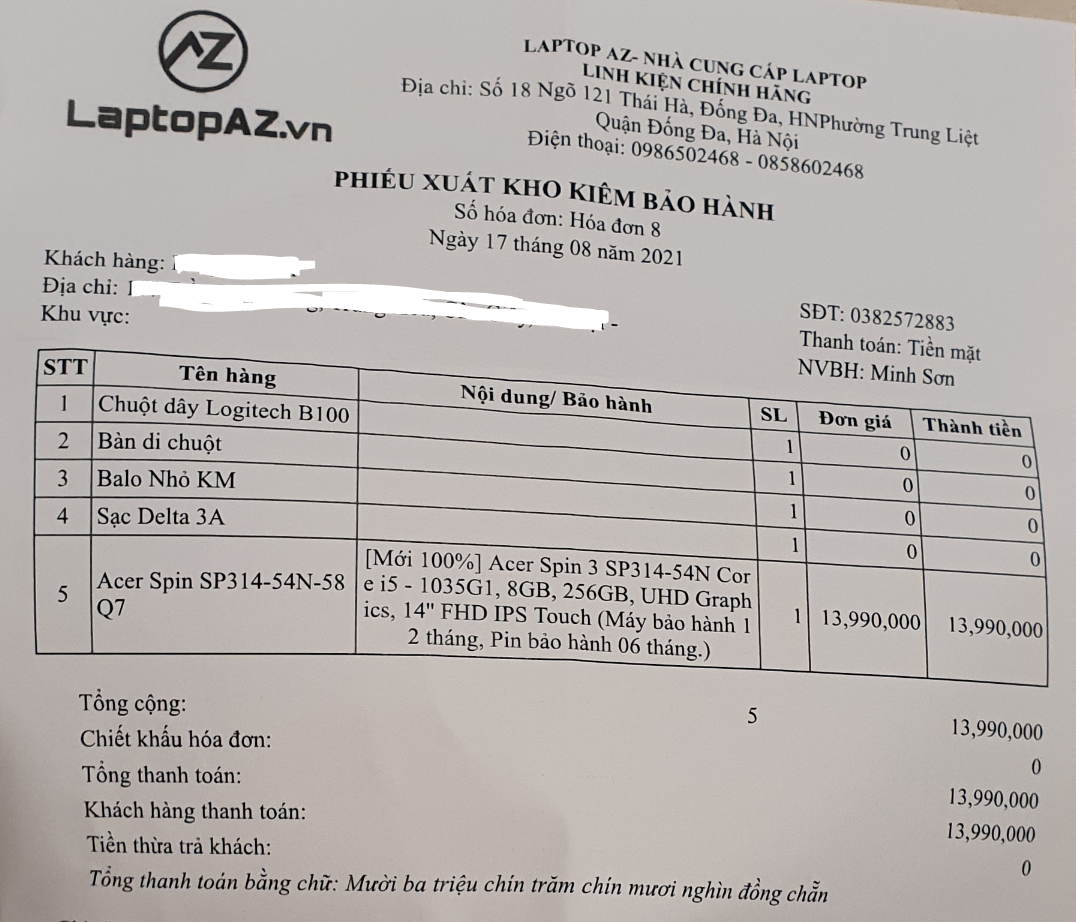 AZ
LaptopAZ.vn
LAPTOP AZ- NHÀ CUNG CẤP LAPTOP
LINH KIỆN CHÍNH HÃNG
Địa chỉ: Số 18 Ngõ 121 Thái Hà, Đống Đa, HNPhường Trung Liệt
Quận Đống Đa, Hà Nội
Điện thoại: 0986502468 - 0858602468
PHIẾU XUẤT KHO KIÊM BẢO HÀNH
Số hóa đơn: Hóa đơn 8
Ngày 17 tháng 08 năm 2021
Khách hàng:
Địa chỉ:
Khu vực:
SĐT: 0382572883
Thanh toán: Tiền mặt
NVBH: Minh Sơn
STT Tên hàng Nội dung/ Bảo hành SL Đơn giá Thành tiền
1 Chuột dây Logitech B100 1 0 0
2 Bàn di chuột 1 0 0
3 Balo Nhỏ KM 1 0 0
4 Sạc Delta 3A 1 0 0
[Mới 100%] Acer Spin 3 SP314-54N Cor
5 Acer Spin SP314-54N-58 e i5 - 1035G1, 8GB, 256GB, UHD Graph 1 13,990,000 13,990,000
Q7 ics, 14" FHD IPS Touch (Máy bảo hành 1
2 tháng, Pin bảo hành 06 tháng.)
Tổng cộng: 5 13,990,000
Chiết khấu hóa đơn: 0
Tổng thanh toán: 13,990,000
Khách hàng thanh toán: 13,990,000
Tiền thừa trả khách: 0
Tổng thanh toán bằng chữ: Mười ba triệu chín trăm chín mươi nghìn đồng chẵn